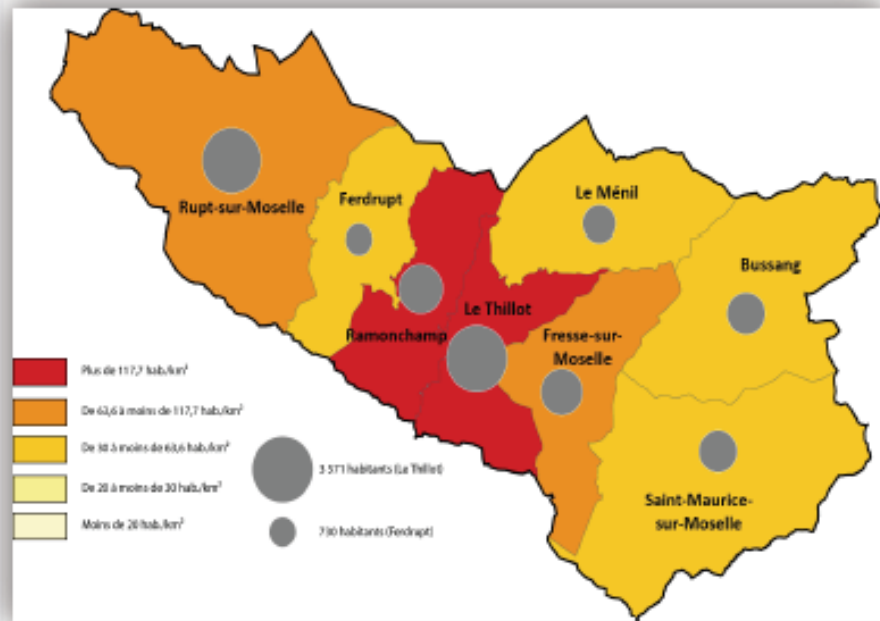 Le Ménil
Ferdrupt
Rupt-sur-Moselle
Bussang
Le Thillot
Ramonchamp
Fresse-sur-
Moselle
Saint-Maurice-
sur-Moselle
Plus de 117,7 hab/km²
De 63,6 à moins de 117,7 hab/km²
De 30 à moins de 63,6 hab/km²
De 20 à moins de 30 hab/km²
Moins de 20 hab/km²
3 571 habitants (Le Thillot)
730 habitants (Ferdrupt)